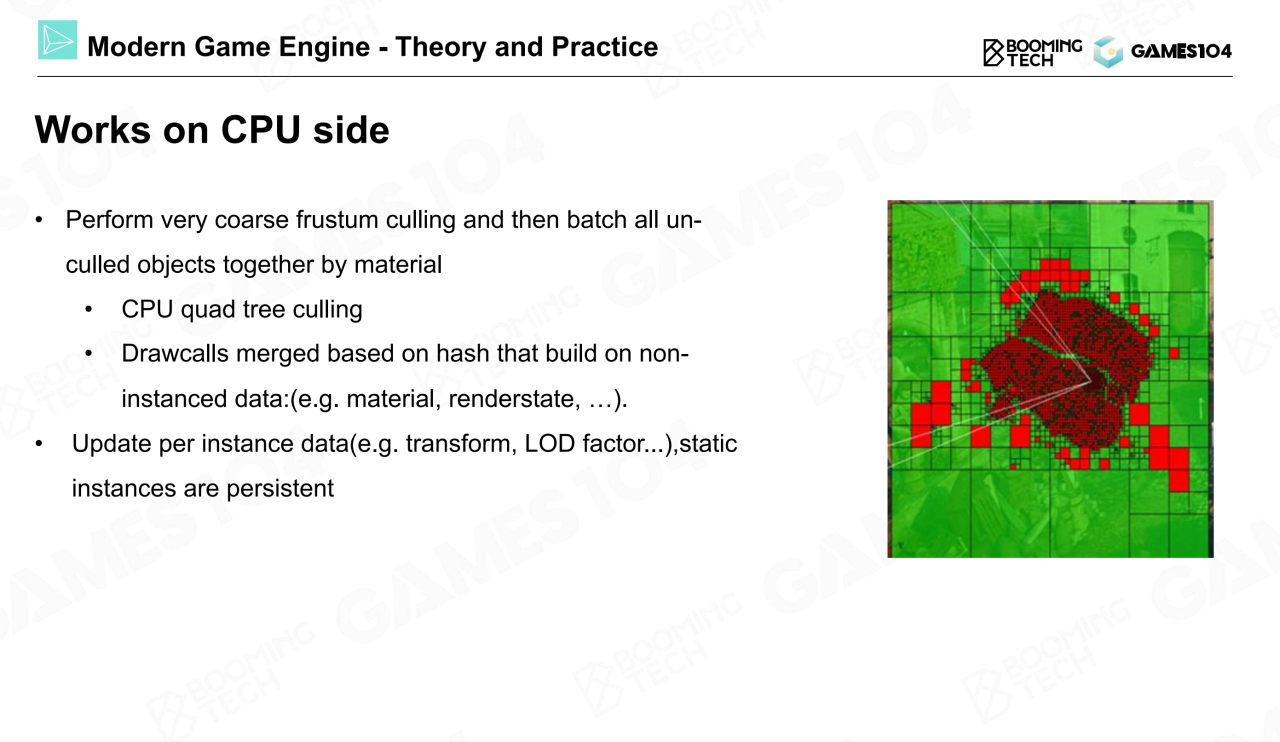 Modern Game Engine - Theory and Practice
BOOMING
TECH
GAMES104
Works on CPU side
• Perform very coarse frustum culling and then batch all un-
culled objects together by material
• CPU quad tree culling
• Drawcalls merged based on hash that build on non-
instanced data:(e.g. material, renderstate, …).
• Update per instance data(e.g. transform, LOD factor...),static
instances are persistent